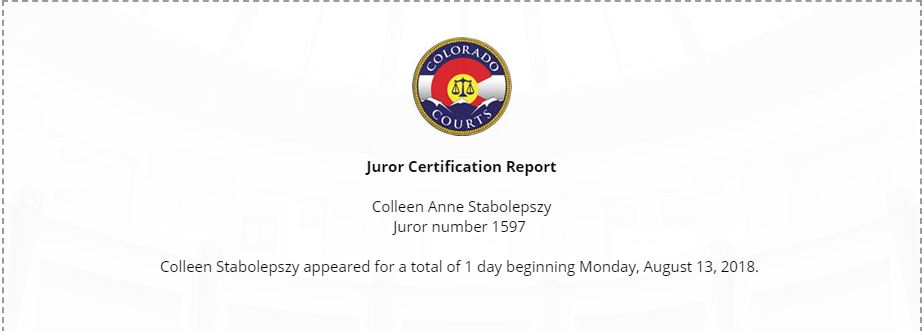 COLORADO
COURTS
Juror Certification Report
Colleen Anne Stabolepszy
Juror number 1597
Colleen Stabolepszy appeared for a total of 1 day beginning Monday, August 13, 2018.